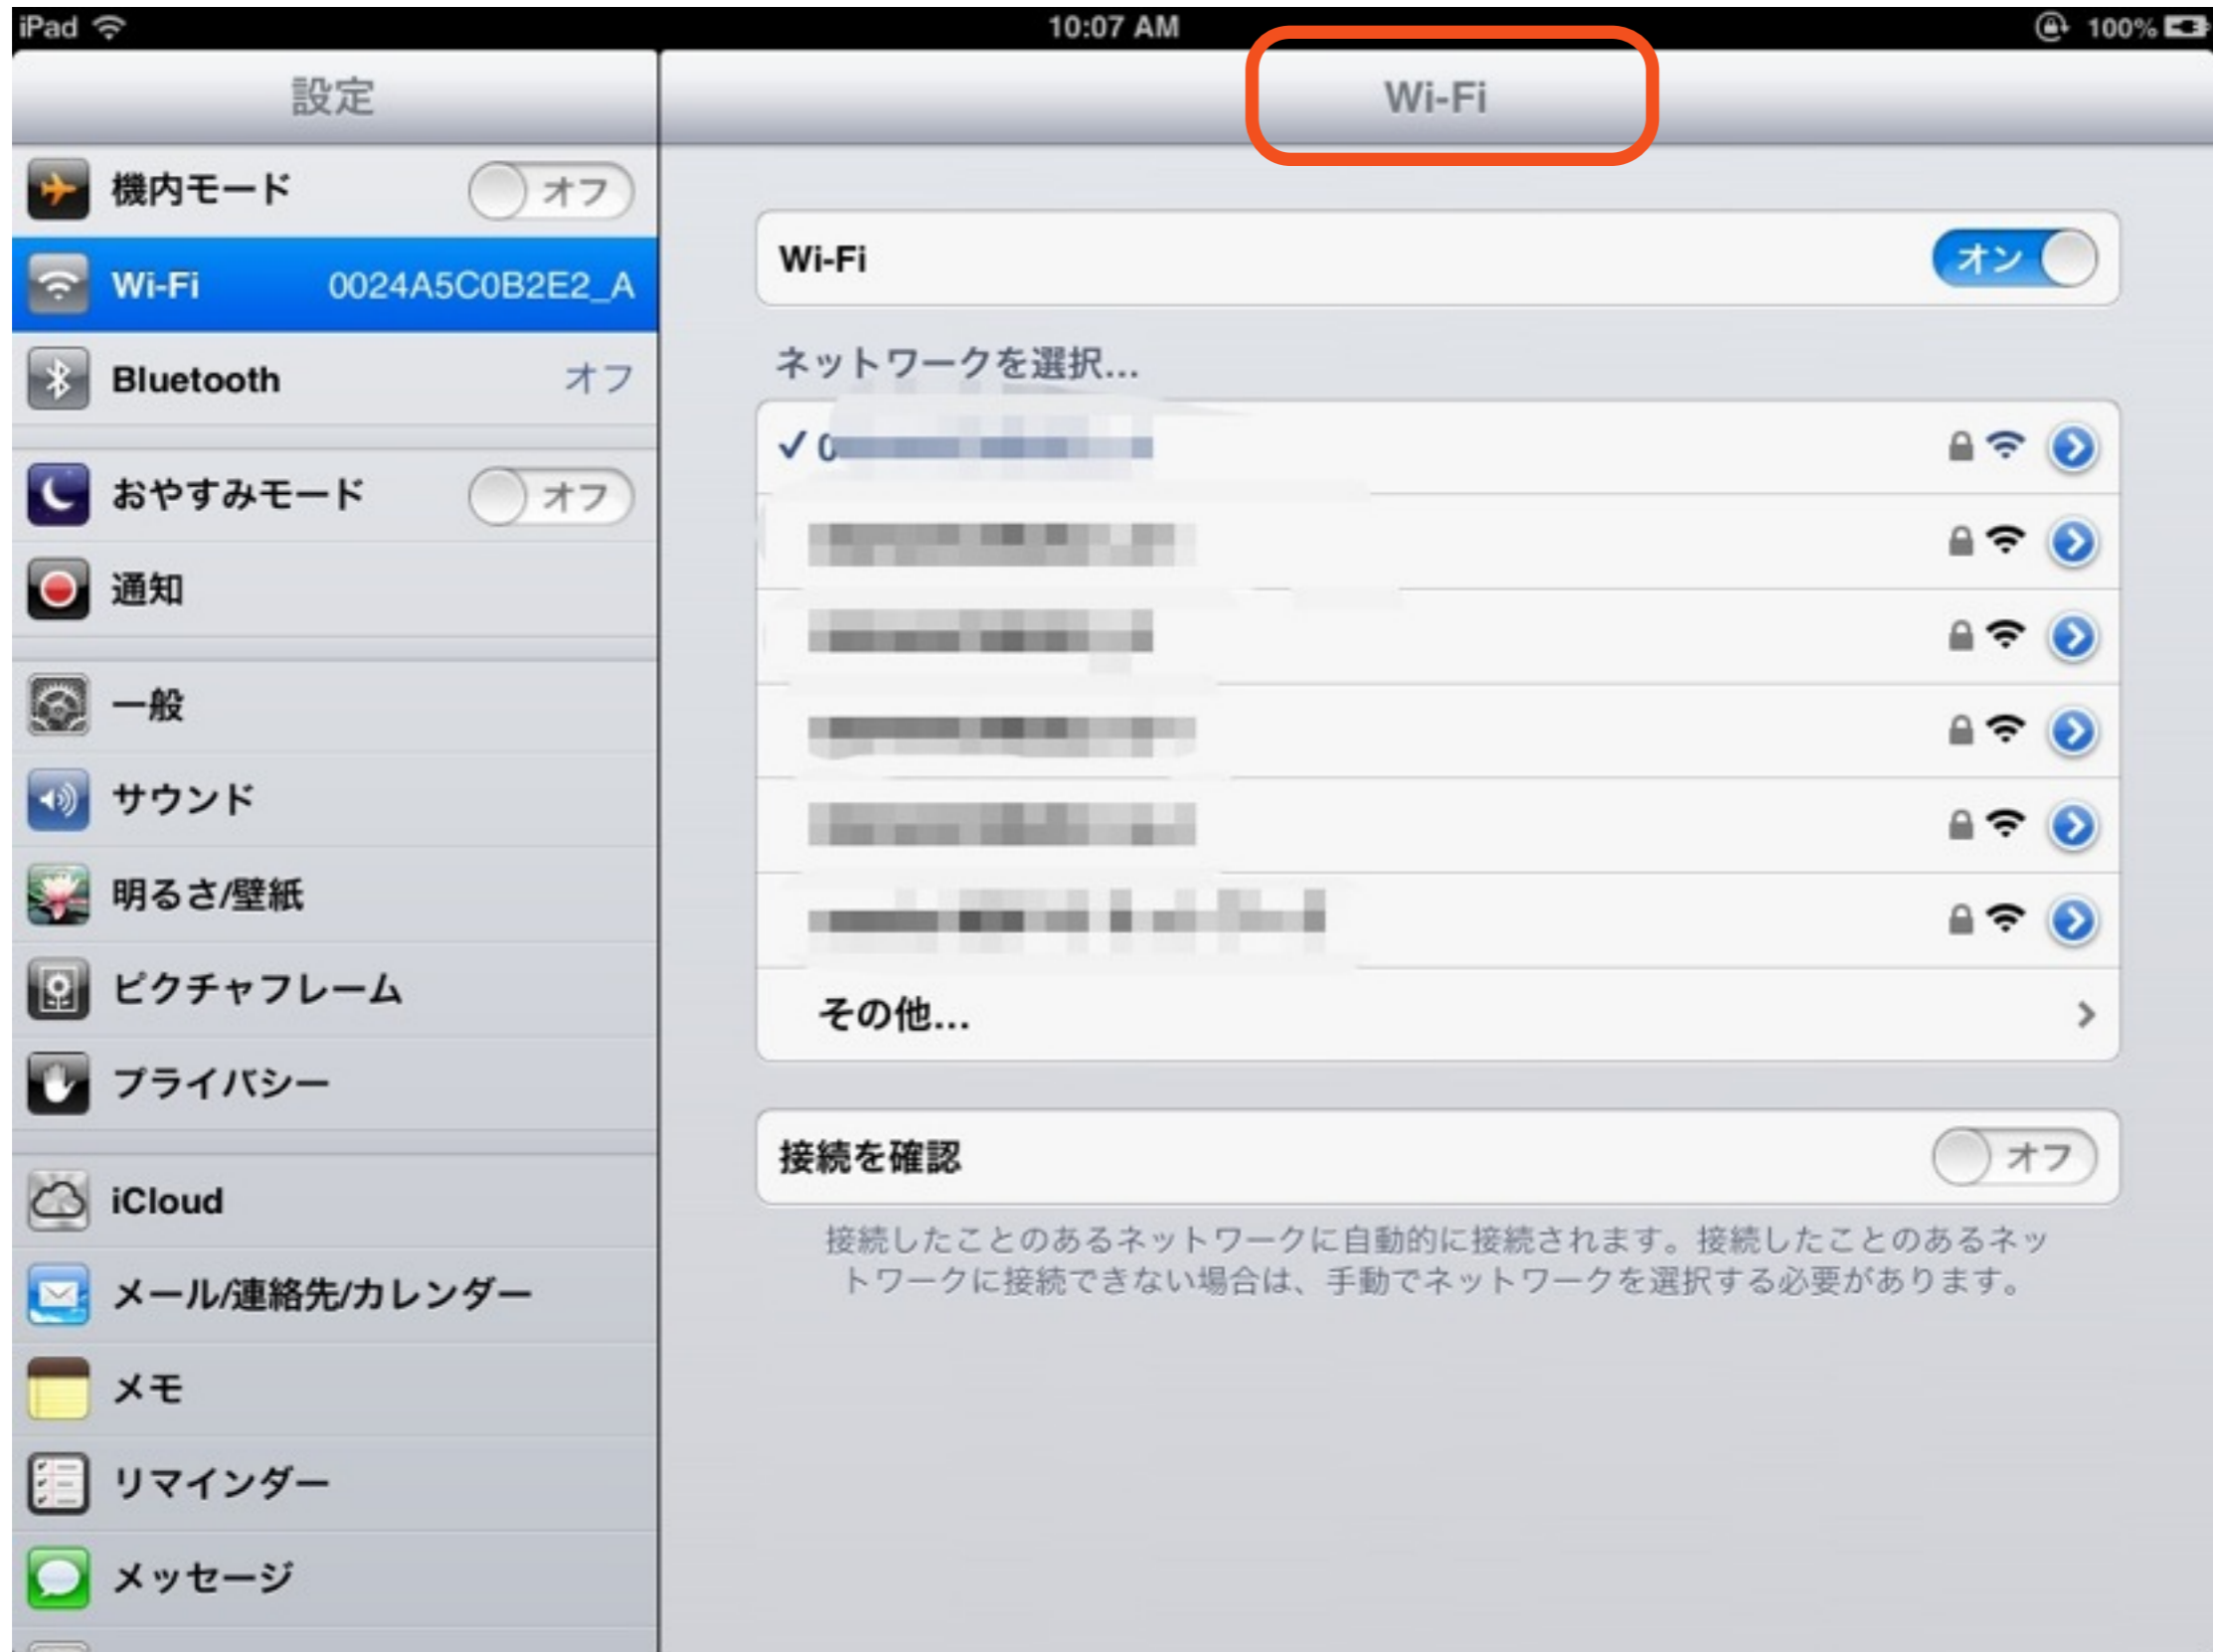 iPad
10:07 AM
100%
設定
Wi-Fi
機内モード オフ
Wi-Fi 0024A5C0B2E2_A
Bluetooth オフ
おやすみモード オフ
通知
一般
サウンド
明るさ/壁紙
ピクチャフレーム
プライバシー
iCloud
メール/連絡先/カレンダー
メモ
リマインダー
メッセージ
Wi-Fi オン
ネットワークを選択...
その他...
接続を確認 オフ
接続したことのあるネットワークに自動的に接続されます。接続したことのあるネッ
トワークに接続できない場合は、手動でネットワークを選択する必要があります。